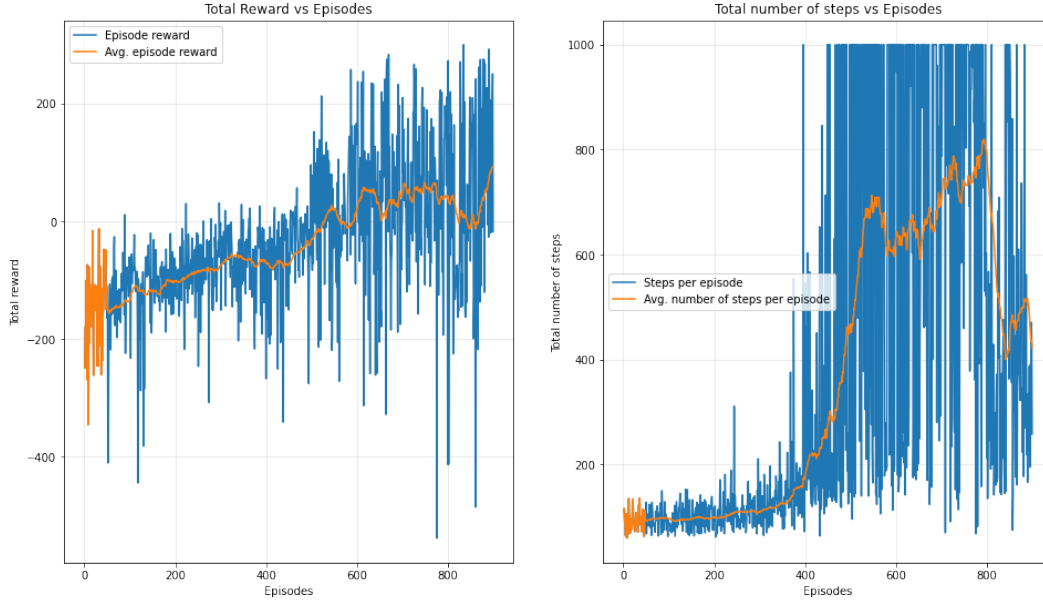 Total Reward vs Episodes
Episode reward
Avg. episode reward
200
0
−200
−400
Total reward
0
200
400
600
800
Episodes
Total number of steps vs Episodes
Steps per episode
Avg. number of steps per episode
1000
800
600
400
200
Total number of steps
0
200
400
600
800
Episodes